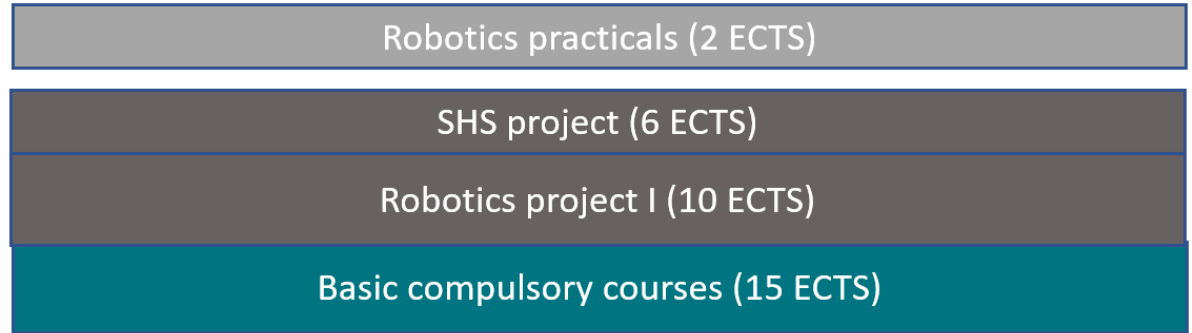 Robotics practicals (2 ECTS)
SHS project (6 ECTS)
Robotics project I (10 ECTS)
Basic compulsory courses (15 ECTS)